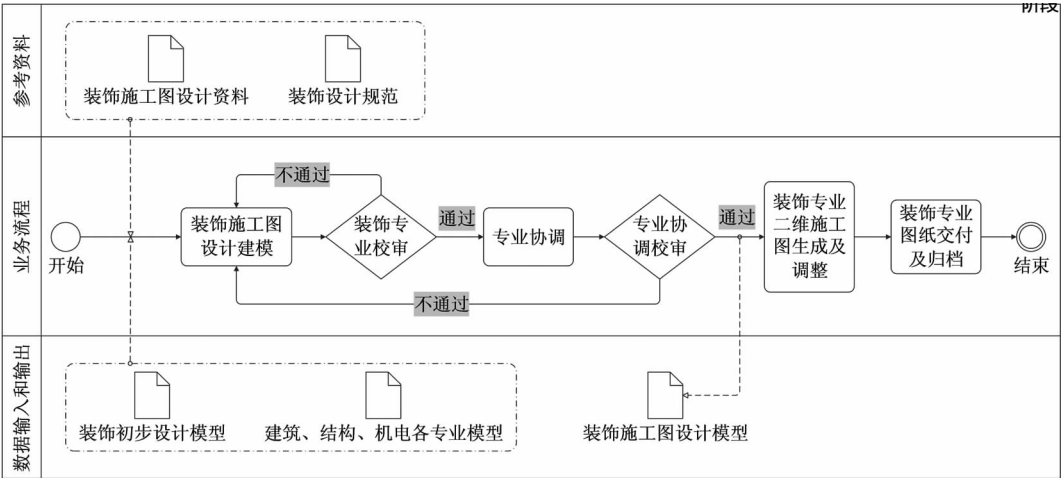 阶段
参考资料
装饰施工图设计资料
装饰设计规范
业务流程
开始
不通过
装饰施工图
设计建模
装饰专
业校审
通过
专业协调
专业协
调校审
通过
不通过
装饰专业
二维施工
图生成及
调整
装饰专业
图纸交付
及归档
结束
数据输入和输出
装饰初步设计模型
建筑、结构、机电各专业模型
装饰施工图设计模型